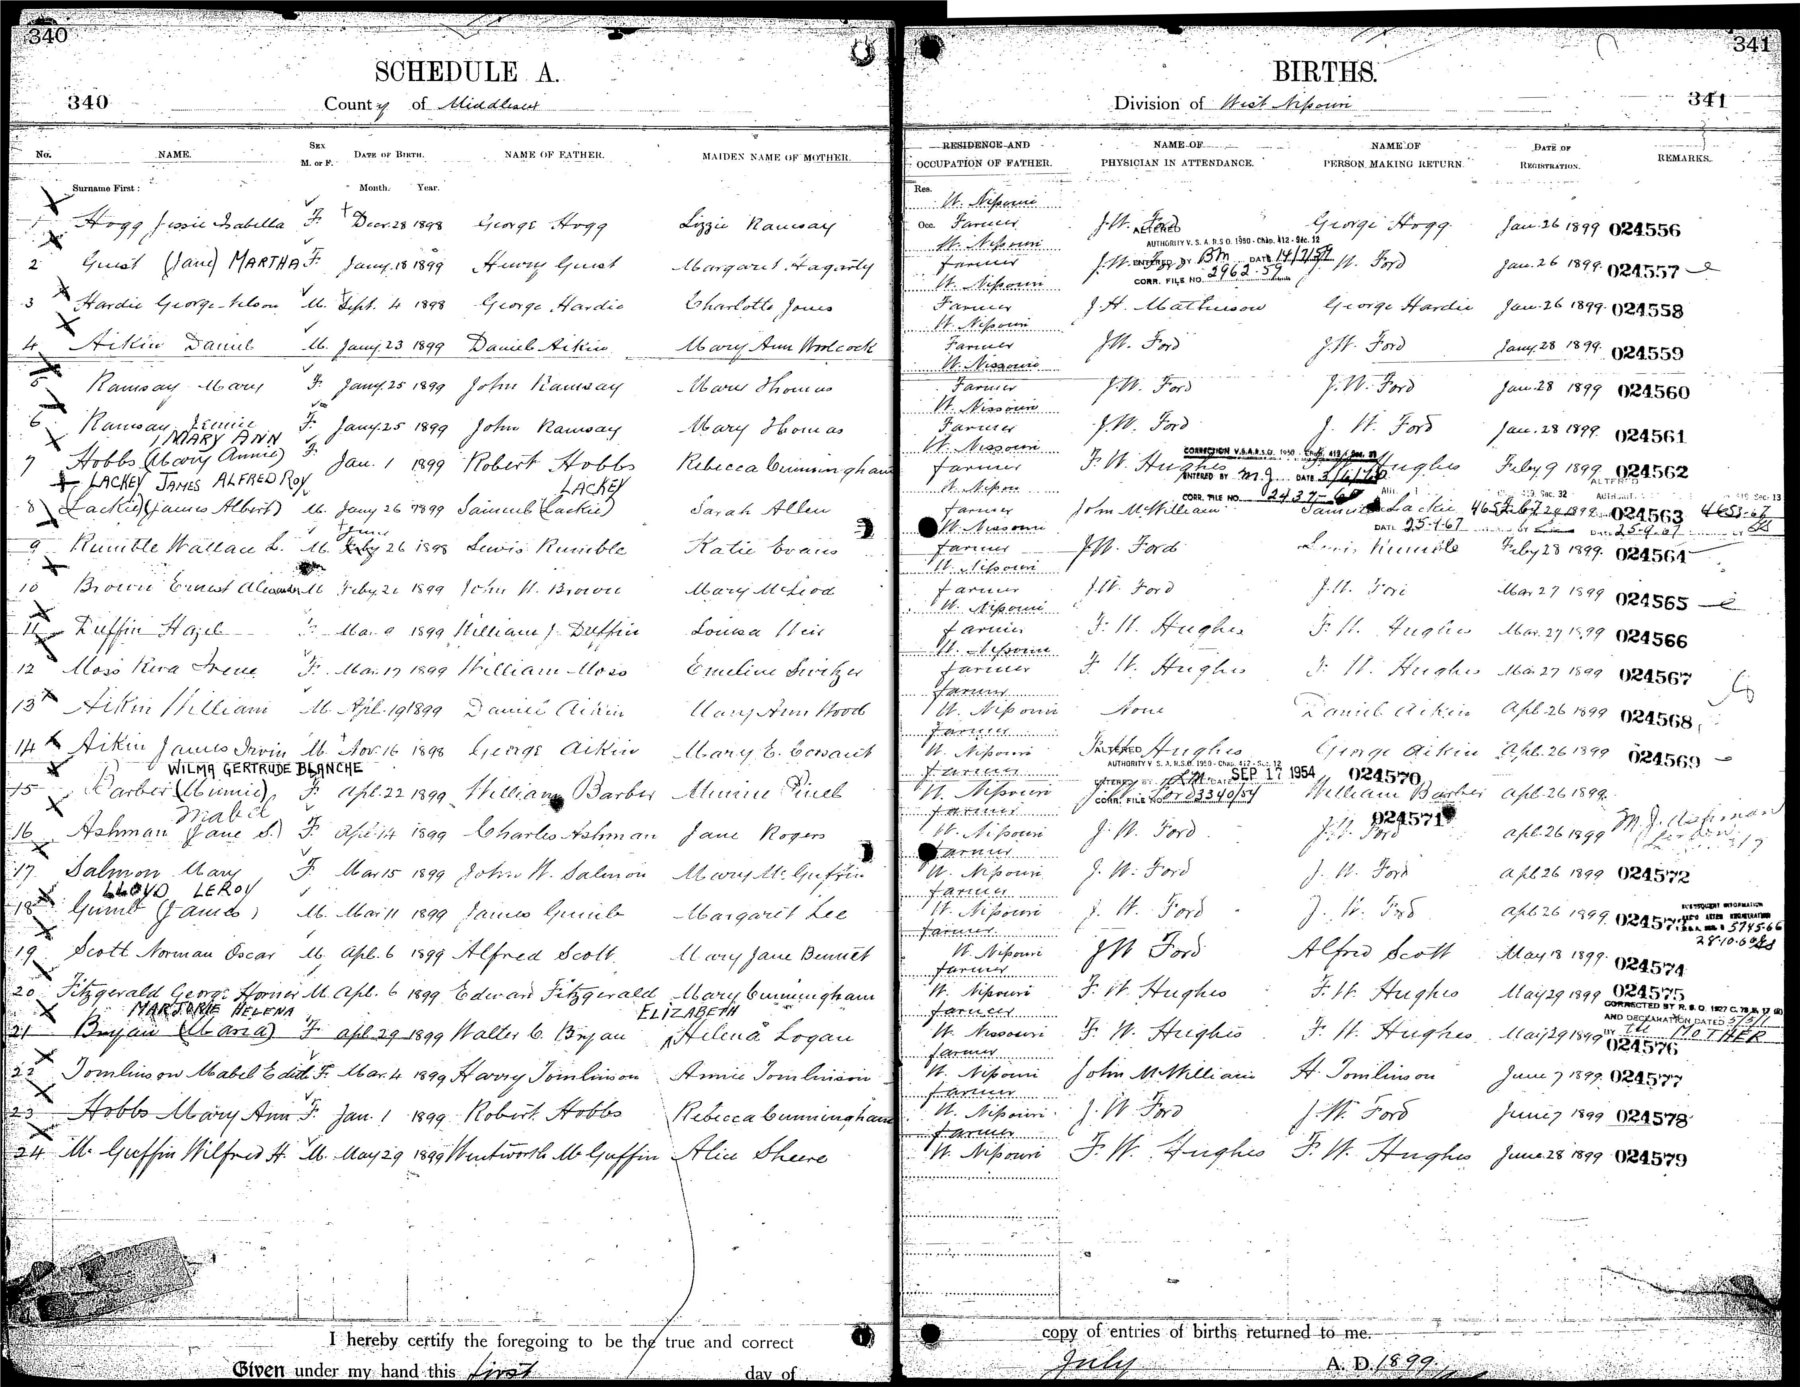 340
SCHEDULE A.
340
County of Middlesex
No.
NAME.
SEX
M. or F.
DATE OF BIRTH.
NAME OF FATHER.
MAIDEN NAME OF MOTHER.
Surname First:
Month. Year.
1 Hogg Jessie Isabella F. Decr. 28 1898 George Hogg Lizzie Ramsay
2 Guest (Jane) MARTHA F. Jany. 18 1899 Henry Guest Margaret Hagarty
3 Hardie George Nelson M. Sept. 4 1898 George Hardie Charlotte Jones
4 Aikin Daniel M. Jany. 23 1899 Daniel Aikin Mary Ann Woolcock
5 Ramsay Mary F. Jany. 25 1899 John Ramsay Mary Thomas
6 Ramsay Jennie F. Jany. 25 1899 John Ramsay Mary Thomas
MARY ANN
7 Hobbs (Mary Annie) F. Jan. 1 1899 Robert Hobbs Rebecca Cunningham
LACKEY JAMES ALFRED ROY LACKEY
8 (Lackie) (James Albert) M. Jany 26 1899 Samuel (Lackie) Sarah Allen
June
9 Rumble Wallace L. M. Feby 26 1898 Lewis Rumble Katie Evans
10 Brown Ernest Alexander M Feby. 21 1899 John H. Brown Mary McLeod
11 Duffin Hazel F. Mar. 9 1899 William J. Duffin Louisa Weir
12 Moss Reva Irene F. Mar. 17 1899 William Moss Emeline Switzer
13 Aikin William M. Apl. 19 1899 Daniel Aikin Mary Ann Wood
14 Aikin James Irvin M. Nov. 16 1898 George Aikin Mary E.
WILMA GERTRUDE BLANCHE
15 Barber (Minnie) F. Apl. 22 1899 William Barber Minnie
Mabel
16 Ashman (Jane S.) F. Apl. 14 1899 Charles Ashman Jane Rogers
17 Salmon Mary F. Mar 15 1899 John W. Salmon Mary McGuffin
LLOYD LEROY
18 Gumb (James) M. Mar 11 1899 James Gumb Margaret Lee
19 Scott Norman Oscar M. Apl. 6 1899 Alfred Scott Mary Jane Bennett
20 Fitzgerald George Horner M. Apl. 6 1899 Edward Fitzgerald Mary Cunningham
MARJORIE HELENA ELIZABETH
21 Bryan (Maria) F. Apl. 29 1899 Walter C. Bryan Helena Logan
22 Tomlinson Mabel Edith F. Mar. 4 1899 Harry Tomlinson Annie Tomlinson
23 Hobbs Mary Ann F. Jan. 1 1899 Robert Hobbs Rebecca Cunningham
24 McGuffin Wilfred H. M. May 29 1899 Wentworth McGuffin Alice Sheere
I hereby certify the foregoing to be the true and correct
Given under my hand this first day of
341
BIRTHS.
Division of West Nissouri
341
RESIDENCE AND
OCCUPATION OF FATHER.
NAME OF
PHYSICIAN IN ATTENDANCE.
NAME OF
PERSON MAKING RETURN.
DATE OF
REGISTRATION.
REMARKS.
Res. W. Nissouri
Occ. Farmer J.W. Ford George Hogg Jan. 26 1899 024556
ALTERED
AUTHORITY V. S. A. R.S.O. 1950 - Chap. 412 - Sec. 12
W. Nissouri
farmer J.W. Ford J. W. Ford Jan. 26 1899 024557
ENTERED BY BM DATE 14/7/59
CORR. FILE NO. 2962-59
W. Nissouri
Farmer J. H. Matheson George Hardie Jan. 26 1899 024558
W. Nissouri
Farmer J.W. Ford J.W. Ford Jany. 28 1899 024559
W. Nissouri
Farmer J.W. Ford J.W. Ford Jan. 28 1899 024560
W. Nissouri
Farmer J.W. Ford J. W. Ford Jan. 28 1899 024561
W. Nissouri
CORRECTION V.S.A.R.S.O. 1950
farmer F. W. Hughes F. W. Hughes Feby 9 1899 024562
ENTERED BY MJ DATE
CORR. FILE NO. 2437-60
ALTERED
W. Nissouri
farmer John McWilliam Samuel Lackie 024563 4653-67
DATE 25-9-67 25-9-67
W. Nissouri
farmer J.W. Ford Lewis Rumble Feby 28 1899 024564
W. Nissouri
farmer J.W. Ford J.W. Ford Mar 27 1899 024565
W. Nissouri
farmer F. W. Hughes F. W. Hughes Mar. 27 1899 024566
W. Nissouri
farmer F. W. Hughes F. W. Hughes Mar 27 1899 024567
farmer
W. Nissouri None Daniel Aikin Apl. 26 1899 024568
farmer
W. Nissouri F.W. Hughes George Aikin Apl. 26 1899 024569
ALTERED
AUTHORITY V. S. A. R.S.O. 1950 - Chap. 412 - Sec. 12
ENTERED BY LM DATE SEP 17 1954 024570
farmer
W. Nissouri J.W. Ford William Barber Apl. 26 1899
CORR. FILE NO. 3340/54
farmer 024571
W. Nissouri J. W. Ford J.W. Ford Apl. 26 1899 M. J. Ashman
farmer
W. Nissouri J. W. Ford J. W. Ford Apl 26 1899 024572
farmer
W. Nissouri J. W. Ford J. W. Ford Apl 26 1899 02457
SUBSEQUENT INFORMATION
5745-66
28-10-60
farmer
W. Nissouri J W Ford Alfred Scott May 18 1899 024574
farmer
W. Nissouri F. W. Hughes F. W. Hughes May 29 1899 024575
CORRECTED BY R.S.O. 1927 C. 78
AND DECLARATION DATED 5/5/1
BY The MOTHER
farmer
W. Nissouri F. W. Hughes F. W. Hughes May 29 1899 024576
farmer
W. Nissouri John McWilliam H. Tomlinson June 7 1899 024577
farmer
W. Nissouri J. W Ford J. W. Ford June 7 1899 024578
farmer
W. Nissouri F. W. Hughes F. W. Hughes June 28 1899 024579
copy of entries of births returned to me.
July A. D. 1899.